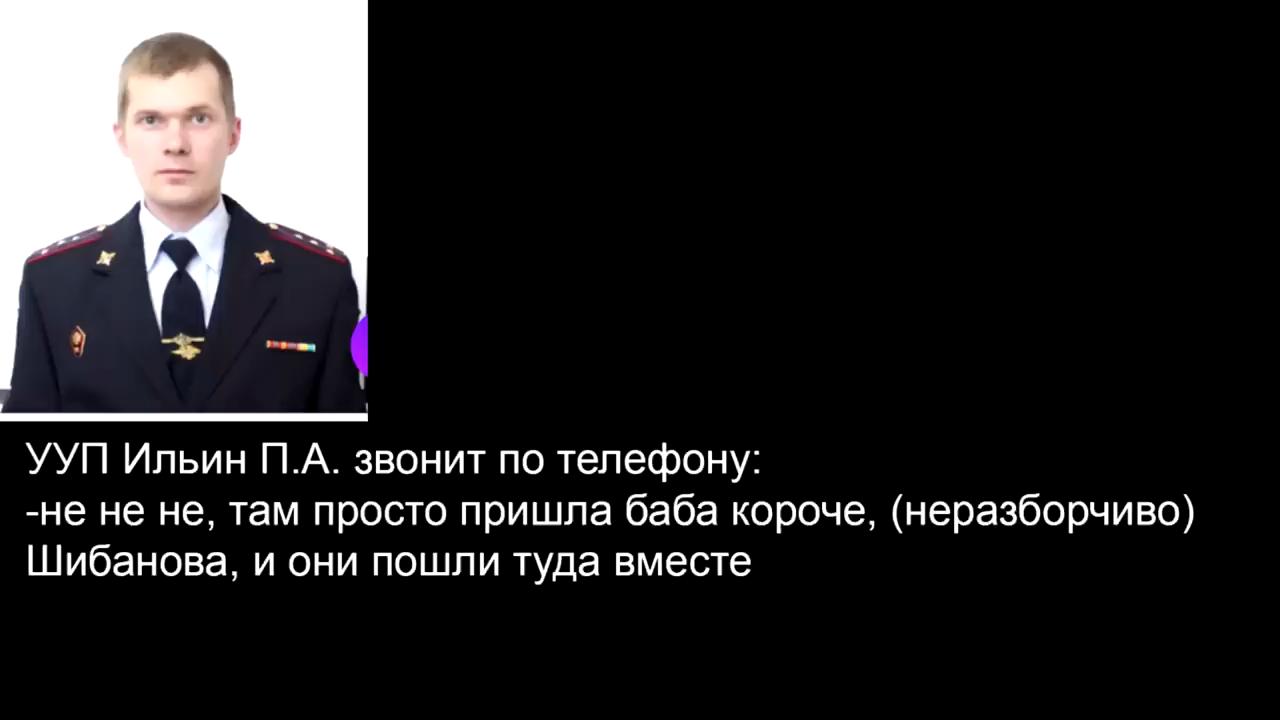 УУП Ильин П.А. звонит по телефону:
-не не не, там просто пришла баба короче, (неразборчиво)
Шибанова, и они пошли туда вместе